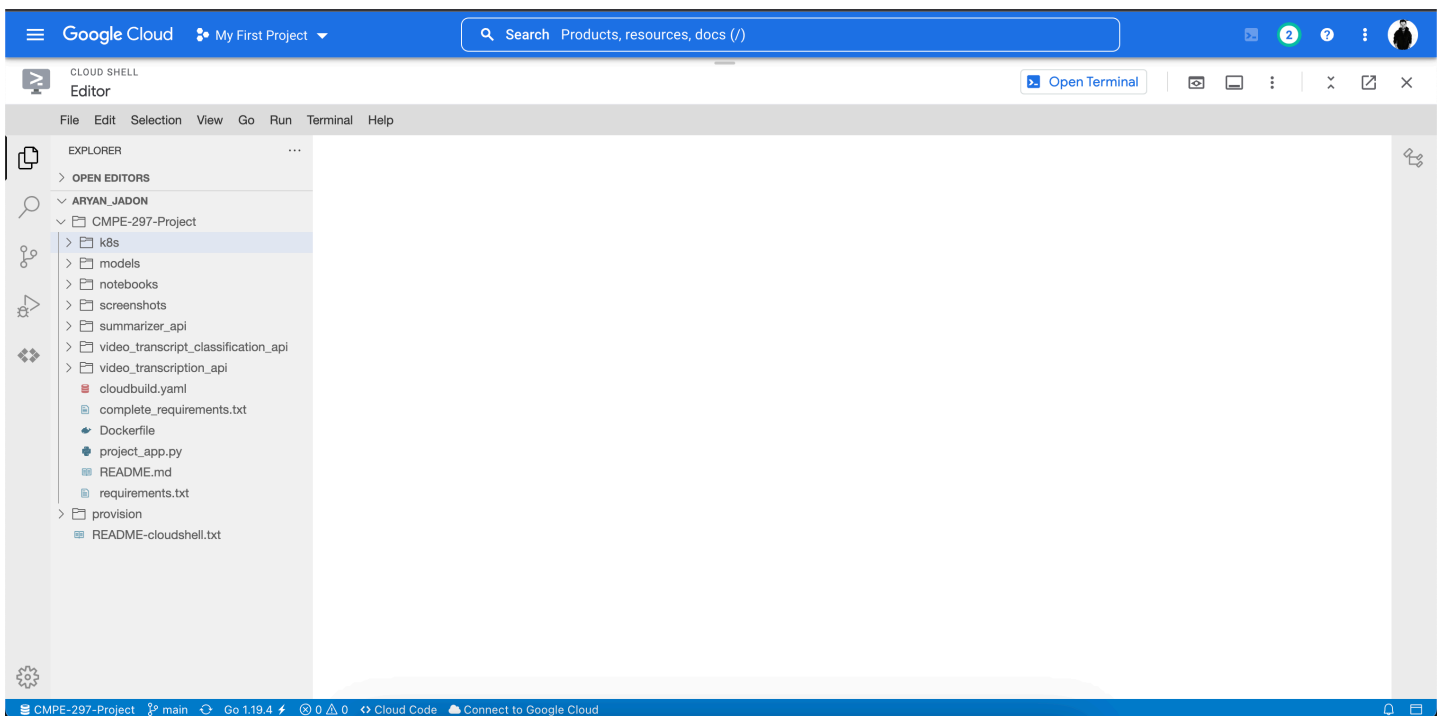 Google Cloud My First Project Search Products, resources, docs (/) 2 ?
CLOUD SHELL
Editor
Open Terminal
File Edit Selection View Go Run Terminal Help
EXPLORER ...
OPEN EDITORS
ARYAN_JADON
CMPE-297-Project
k8s
models
notebooks
screenshots
summarizer_api
video_transcript_classification_api
video_transcription_api
cloudbuild.yaml
complete_requirements.txt
Dockerfile
project_app.py
README.md
requirements.txt
provision
README-cloudshell.txt
CMPE-297-Project main Go 1.19.4 0 0 Cloud Code Connect to Google Cloud